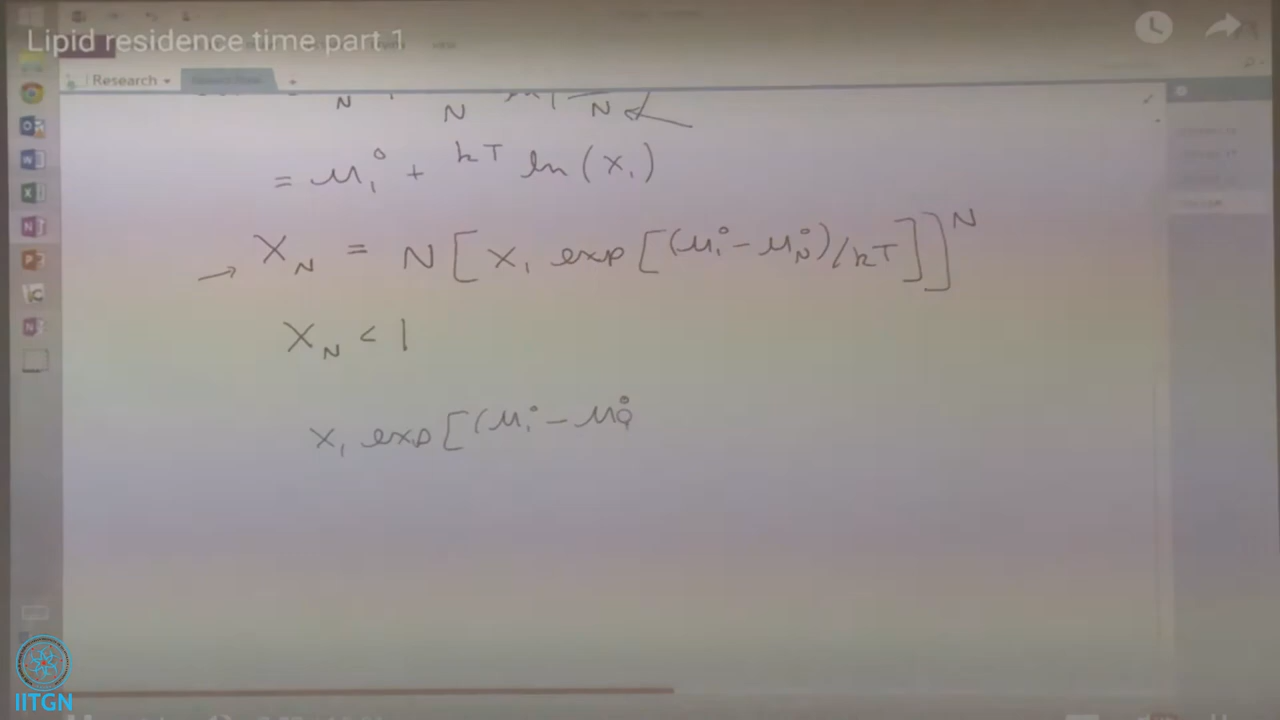 Lipid residence time part 1
Research
N N N
= μ₁° + kT ln(X₁)
→ X_N = N[X₁ exp[(μ₁° - μ_N°)/kT]]^N
X_N < 1
X₁ exp[(μ₁° - μ°
IITGN